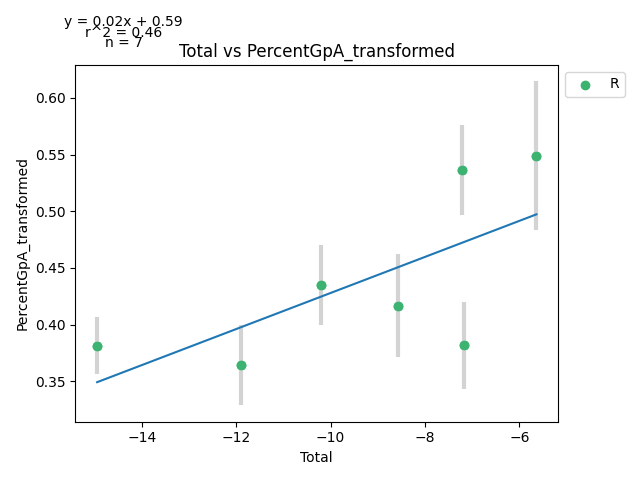 y = 0.02x + 0.59
r^2 = 0.46
n = 7
Total vs PercentGpA_transformed
R
PercentGpA_transformed
0.60
0.55
0.50
0.45
0.40
0.35
−14
−12
−10
−8
−6
Total